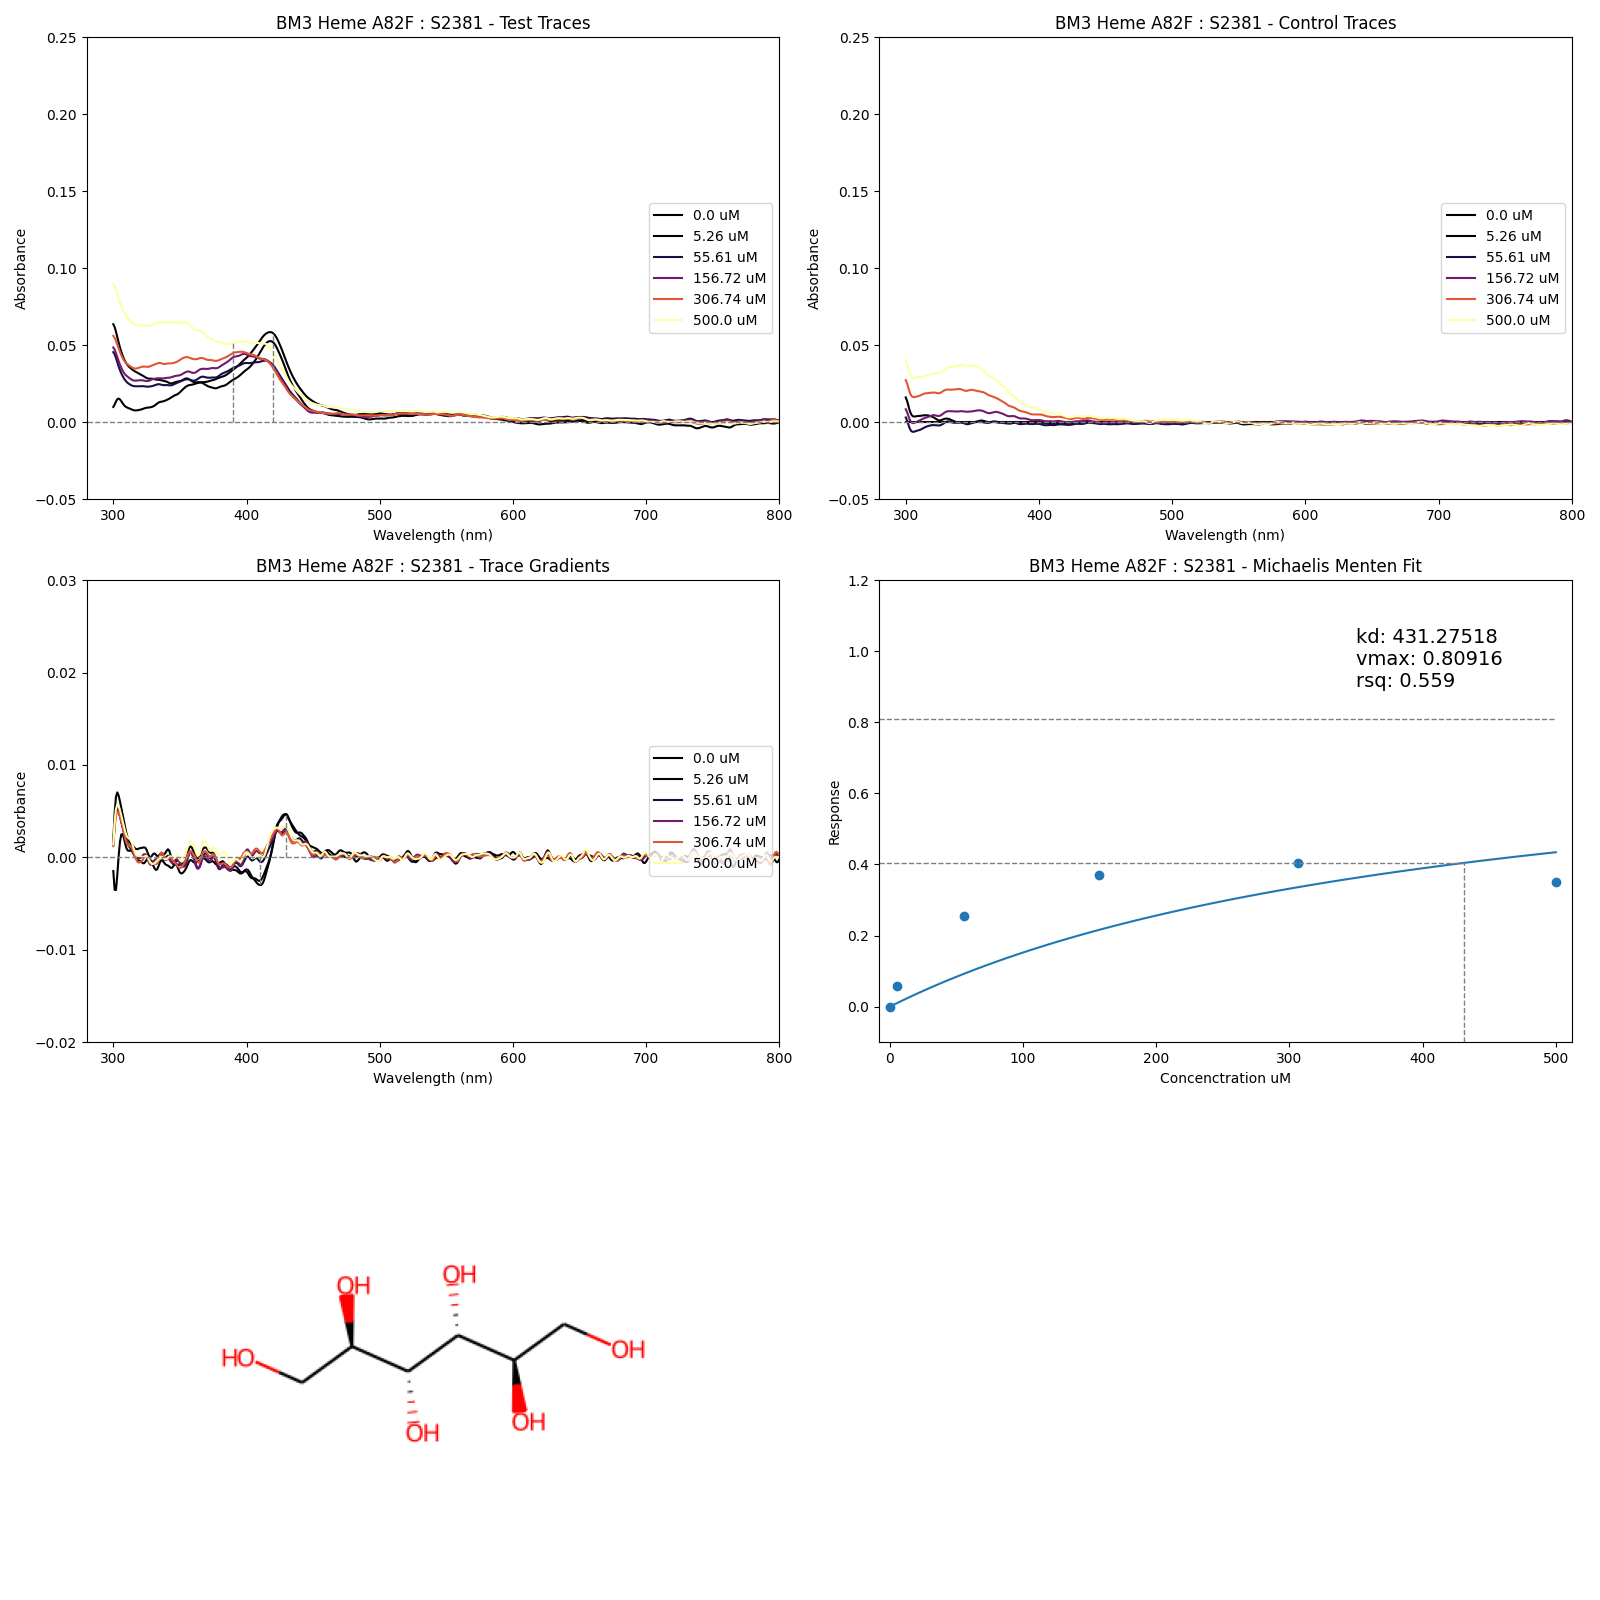 BM3 Heme A82F : S2381 - Test Traces
0.25
0.20
0.15
0.10
0.05
0.00
−0.05
Absorbance
300 400 500 600 700 800
Wavelength (nm)
0.0 uM
5.26 uM
55.61 uM
156.72 uM
306.74 uM
500.0 uM
BM3 Heme A82F : S2381 - Control Traces
0.25
0.20
0.15
0.10
0.05
0.00
−0.05
Absorbance
300 400 500 600 700 800
Wavelength (nm)
0.0 uM
5.26 uM
55.61 uM
156.72 uM
306.74 uM
500.0 uM
BM3 Heme A82F : S2381 - Trace Gradients
0.03
0.02
0.01
0.00
−0.01
−0.02
Absorbance
300 400 500 600 700 800
Wavelength (nm)
0.0 uM
5.26 uM
55.61 uM
156.72 uM
306.74 uM
500.0 uM
BM3 Heme A82F : S2381 - Michaelis Menten Fit
1.2
1.0
0.8
0.6
0.4
0.2
0.0
Response
kd: 431.27518
vmax: 0.80916
rsq: 0.559
0 100 200 300 400 500
Concenctration uM
OH
OH
HO
OH
OH
OH